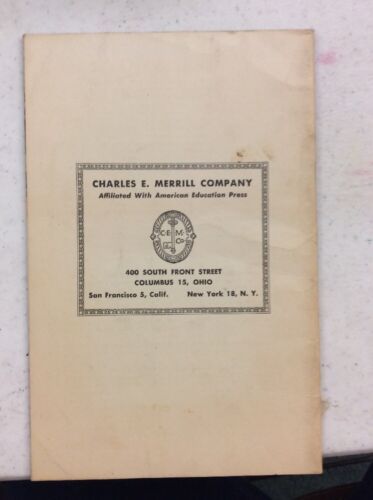 CHARLES E. MERRILL COMPANY
Affiliated With American Education Press
C·E·M·
Co
400 SOUTH FRONT STREET
COLUMBUS 15, OHIO
San Francisco 5, Calif. New York 18, N. Y.